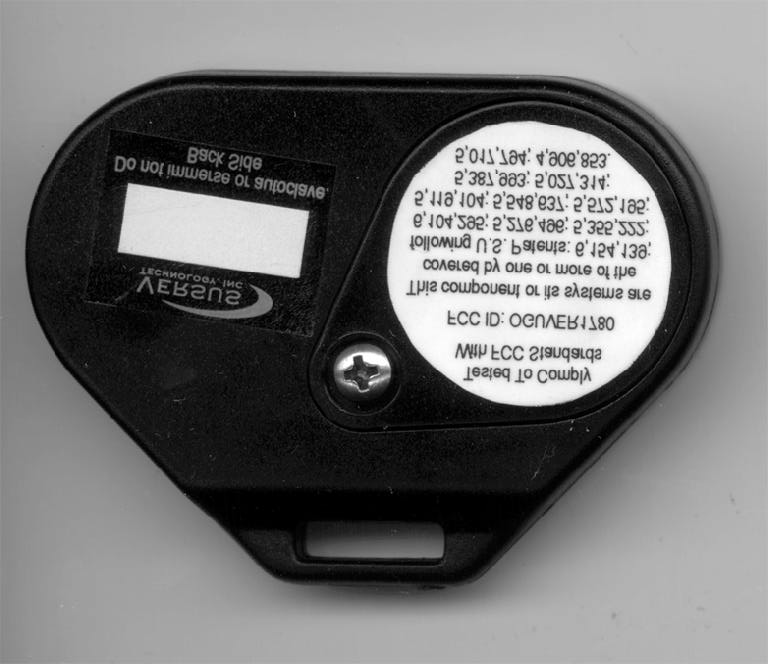 VERSUS
TECHNOLOGY, INC
Do not immerse or autoclave.
Back Side
Tested To Comply
With FCC Standards
FCC ID: OGUVER1780
This component or its systems are
covered by one or more of the
following U.S. Patents: 6,154,139;
6,104,295; 5,276,496; 5,355,222;
5,119,104; 5,548,637; 5,572,195;
5,387,993; 5,027,314;
5,017,794; 4,906,853.